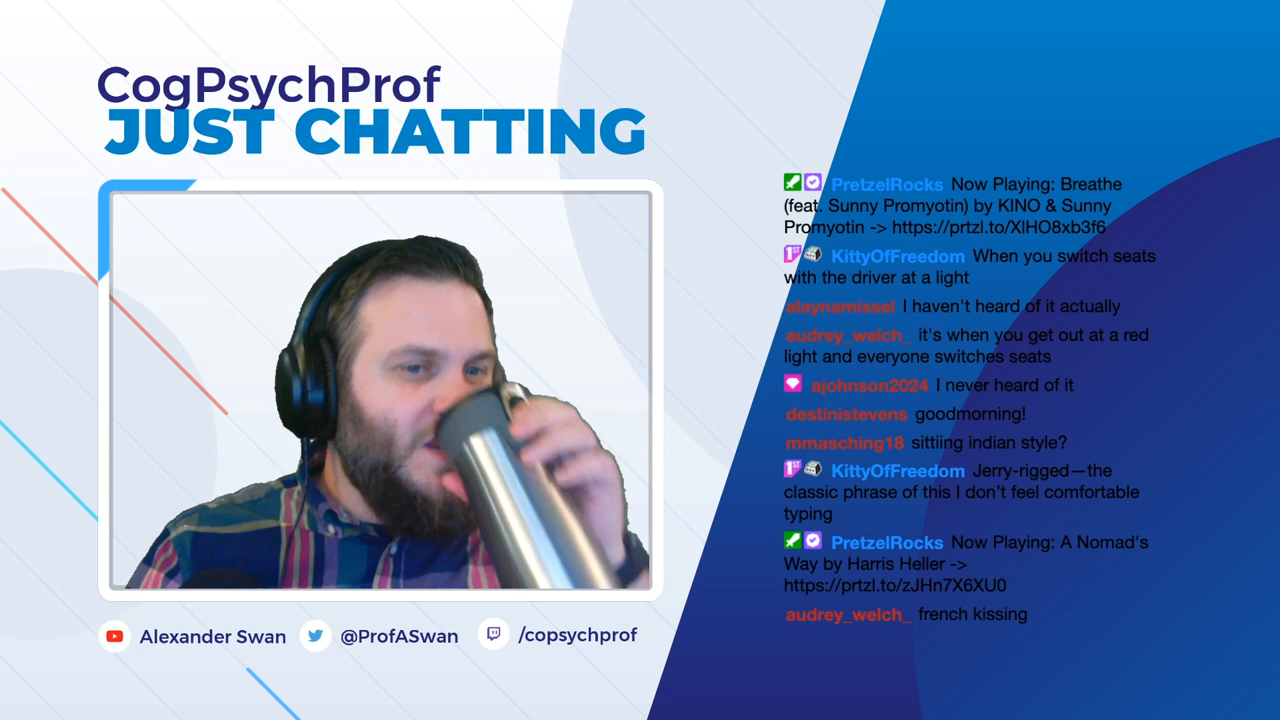 CogPsychProf
JUST CHATTING
PretzelRocks Now Playing: Breathe
(feat. Sunny Promyotin) by KINO & Sunny
Promyotin -> https://prtzl.to/XlHO8xb3f6
1ST KittyOfFreedom When you switch seats
with the driver at a light
alaynamissel I haven't heard of it actually
audrey_welch_ it's when you get out at a red
light and everyone switches seats
ajohnson2024 I never heard of it
destinistevens goodmorning!
mmasching18 sittiing indian style?
1ST KittyOfFreedom Jerry-rigged—the
classic phrase of this I don't feel comfortable
typing
PretzelRocks Now Playing: A Nomad's
Way by Harris Heller ->
https://prtzl.to/zJHn7X6XU0
audrey_welch_ french kissing
Alexander Swan @ProfASwan /copsychprof